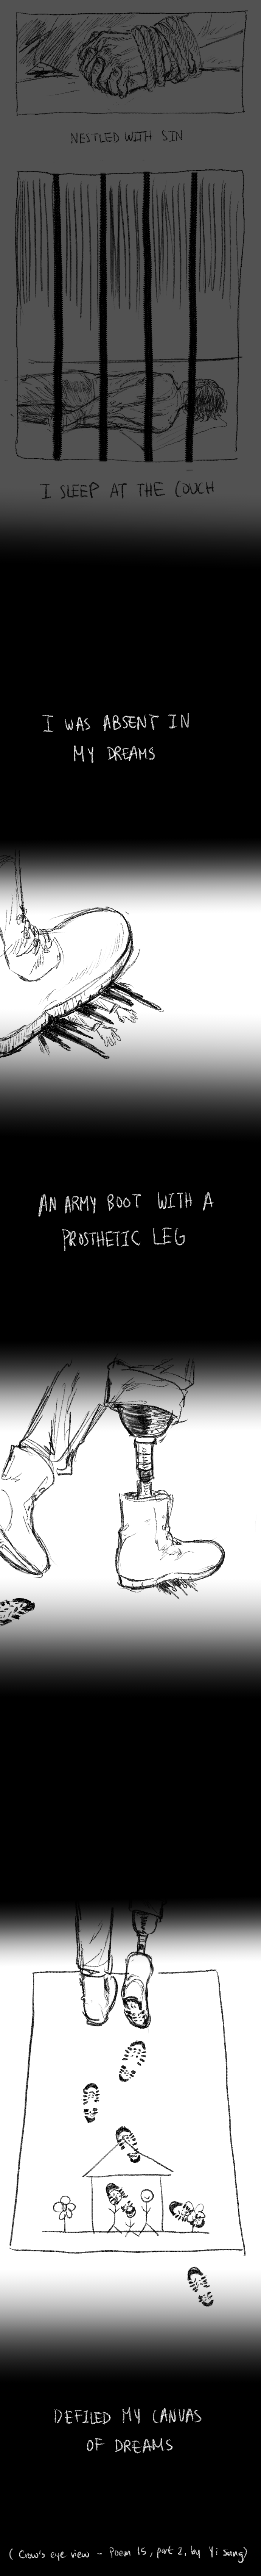 NESTLED WITH SIN
I SLEEP AT THE COUCH
I WAS ABSENT IN
MY DREAMS
AN ARMY BOOT WITH A
PROSTHETIC LEG
DEFILED MY CANVAS
OF DREAMS
(Crow's eye view - Poem 15, part 2, by Yi Sang)